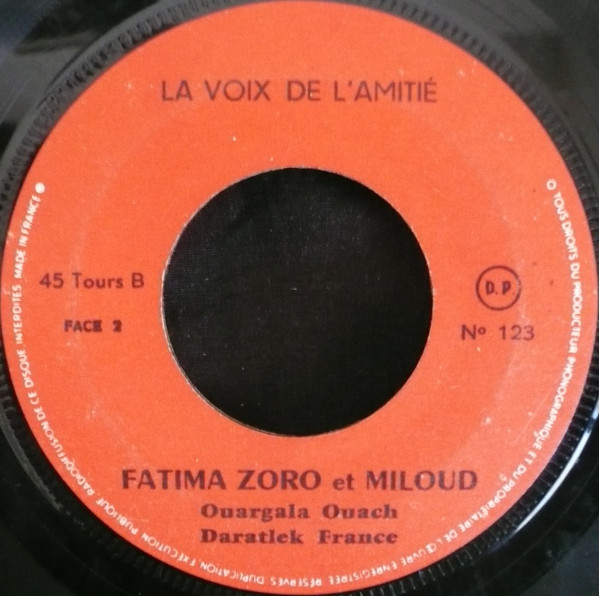 LA VOIX DE L'AMITIÉ
45 Tours B
FACE 2
D.P.
Nº 123
FATIMA ZORO et MILOUD
Ouargala Ouach
Daratlek France
O TOUS DROITS DU PRODUCTEUR PHONOGRAPHIQUE ET DU PROPRIÉTAIRE DE L'ŒUVRE ENREGISTRÉE RÉSERVÉS DUPLICATION EXÉCUTION PUBLIQUE RADIODIFFUSION DE CE DISQUE INTERDITES MADE IN FRANCE ●